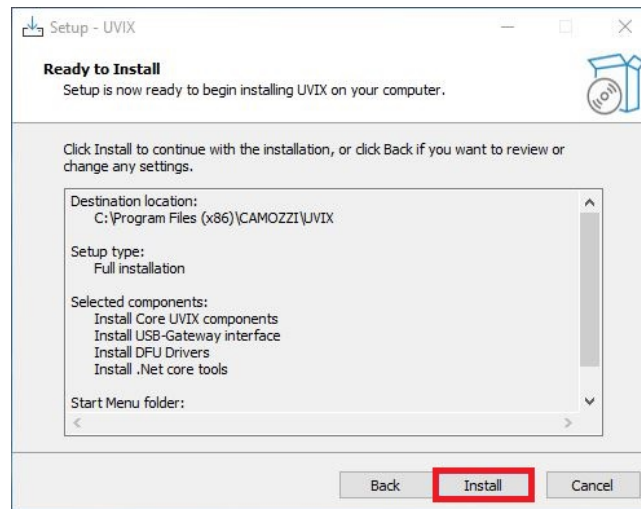 Setup - UVIX
Ready to Install
Setup is now ready to begin installing UVIX on your computer.
Click Install to continue with the installation, or click Back if you want to review or
change any settings.
Destination location:
C:\Program Files (x86)\CAMOZZI\UVIX
Setup type:
Full installation
Selected components:
Install Core UVIX components
Install USB-Gateway interface
Install DFU Drivers
Install .Net core tools
Start Menu folder:
Back
Install
Cancel